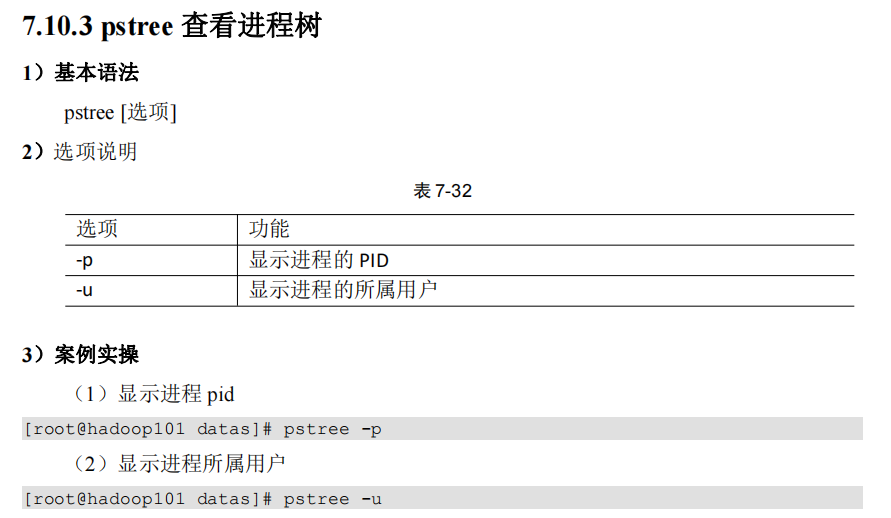 7.10.3 pstree 查看进程树
1）基本语法
pstree [选项]
2）选项说明
表 7-32
选项 功能
-p 显示进程的 PID
-u 显示进程的所属用户
3）案例实操
（1）显示进程 pid
[root@hadoop101 datas]# pstree -p
（2）显示进程所属用户
[root@hadoop101 datas]# pstree -u